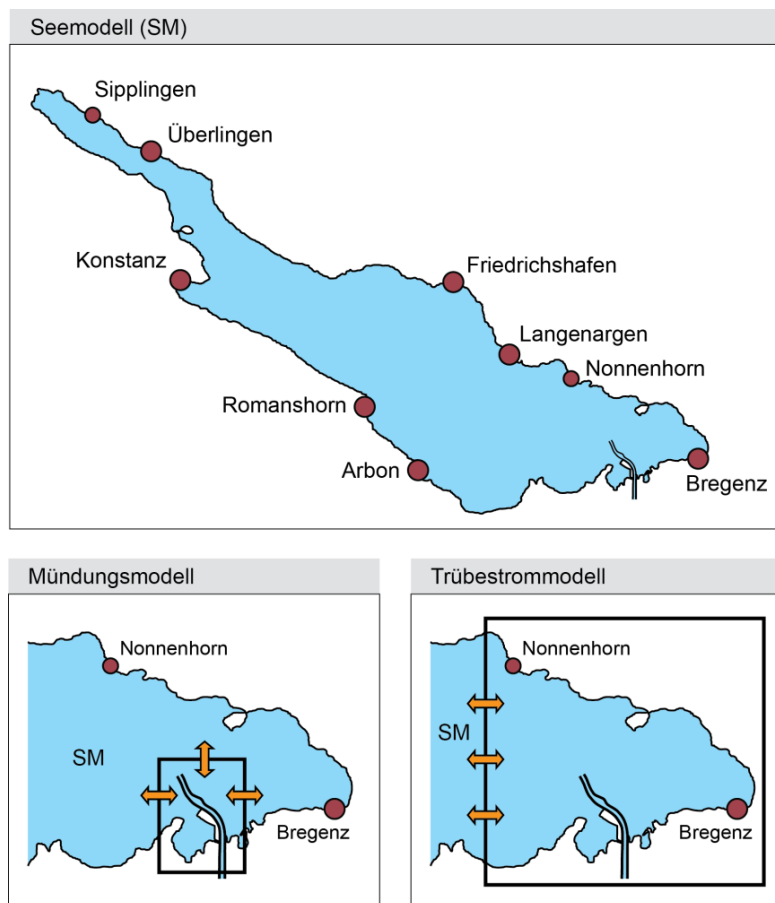 Seemodell (SM)
Sipplingen
Überlingen
Konstanz
Friedrichshafen
Langenargen
Nonnenhorn
Romanshorn
Arbon
Bregenz
Mündungsmodell
Nonnenhorn
SM
Bregenz
Trübestrommodell
Nonnenhorn
SM
Bregenz